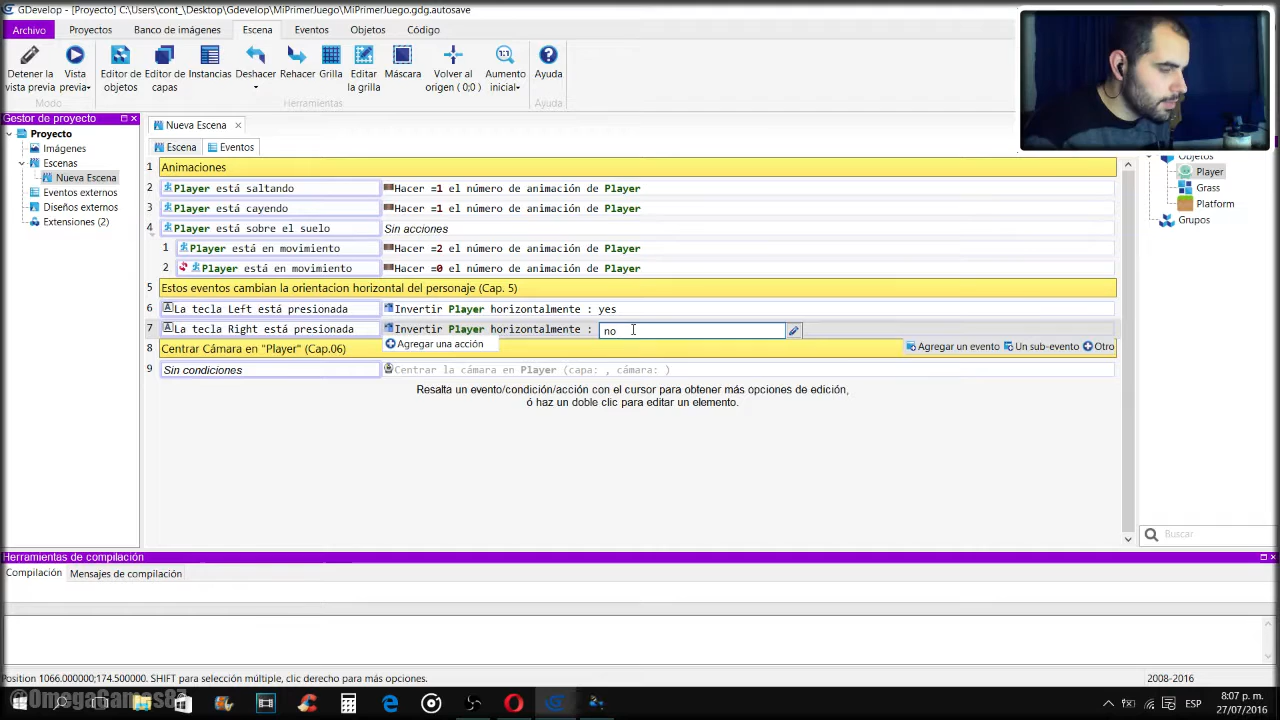 GDevelop - [Proyecto] C:\Users\cont_\Desktop\Gdevelop\MiPrimerJuego\MiPrimerJuego.gdg.autosave
Archivo Proyectos Banco de imágenes Escena Eventos Objetos Código
Detener la vista previa Vista previa Editor de objetos Editor de capas Instancias Deshacer Rehacer Grilla Editar la grilla Máscara Volver al origen (0;0) Aumento inicial Ayuda
Modo Herramientas Ayuda
Gestor de proyecto
Nueva Escena
Proyecto
Imágenes
Escenas
Nueva Escena
Eventos externos
Diseños externos
Extensiones (2)
Escena Eventos
1 Animaciones
2 Player está saltando Hacer =1 el número de animación de Player
3 Player está cayendo Hacer =1 el número de animación de Player
4 Player está sobre el suelo Sin acciones
1 Player está en movimiento Hacer =2 el número de animación de Player
2 Player está en movimiento Hacer =0 el número de animación de Player
5 Estos eventos cambian la orientacion horizontal del personaje (Cap. 5)
6 La tecla Left está presionada Invertir Player horizontalmente : yes
7 La tecla Right está presionada Invertir Player horizontalmente : no
Agregar una acción
8 Centrar Cámara en "Player" (Cap.06) Agregar un evento Un sub-evento Otro
9 Sin condiciones Centrar la cámara en Player (capa: , cámara: )
Resalta un evento/condición/acción con el cursor para obtener más opciones de edición,
ó haz un doble clic para editar un elemento.
Objetos
Player
Grass
Platform
Grupos
Buscar
Herramientas de compilación
Compilación Mensajes de compilación
Position 1066.000000;174.500000. SHIFT para selección múltiple, clic derecho para más opciones. 2008-2016
@OmegaGames87
ESP
8:07 p. m.
27/07/2016